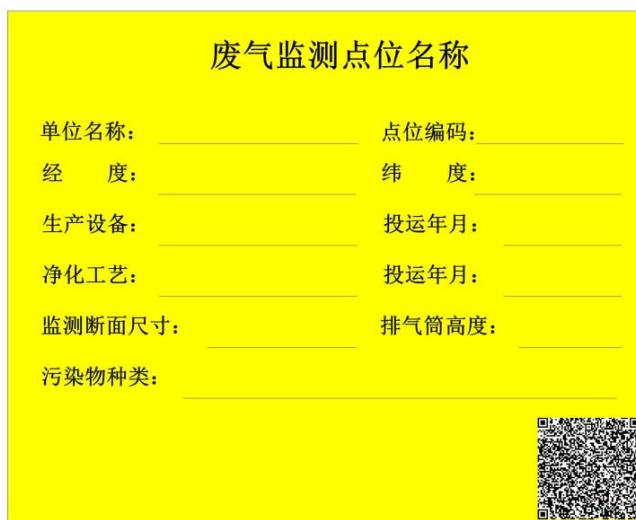 废气监测点位名称
单位名称： 点位编码：
经　　度： 纬　　度：
生产设备： 投运年月：
净化工艺： 投运年月：
监测断面尺寸： 排气筒高度：
污染物种类：